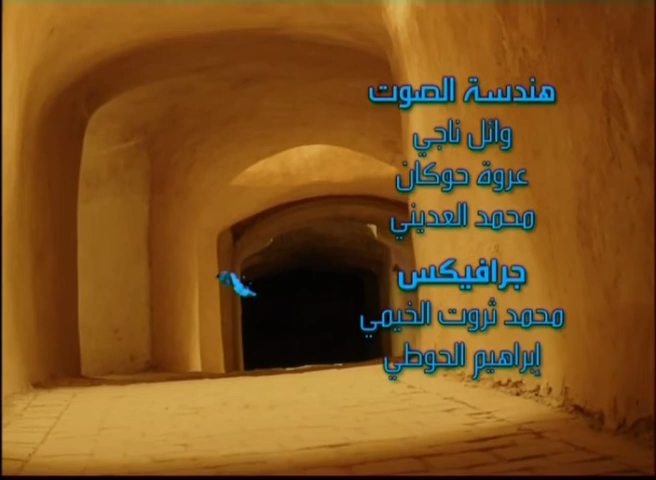 هندسة الصوت
وائل ناجي
عروة حوكان
محمد العديني
جرافيكس
محمد ثروت الخيمي
إبراهيم الحوطي